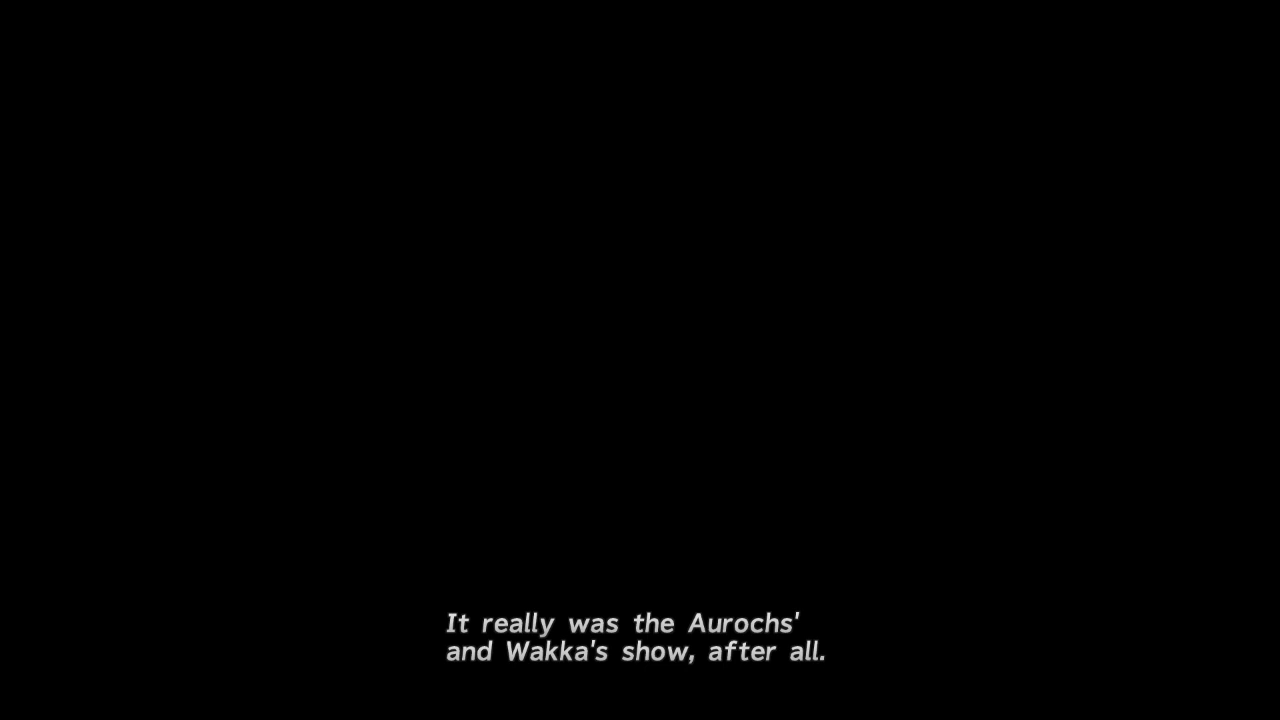 It really was the Aurochs'
and Wakka's show, after all.